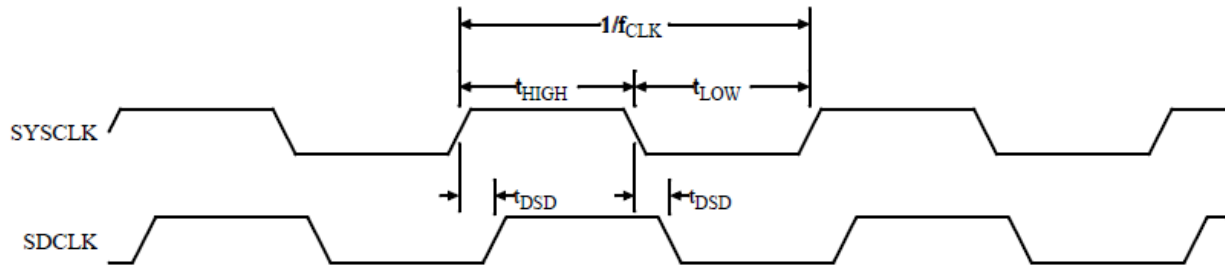 1/fCLK
tHIGH tLOW
SYSCLK
tDSD tDSD
SDCLK